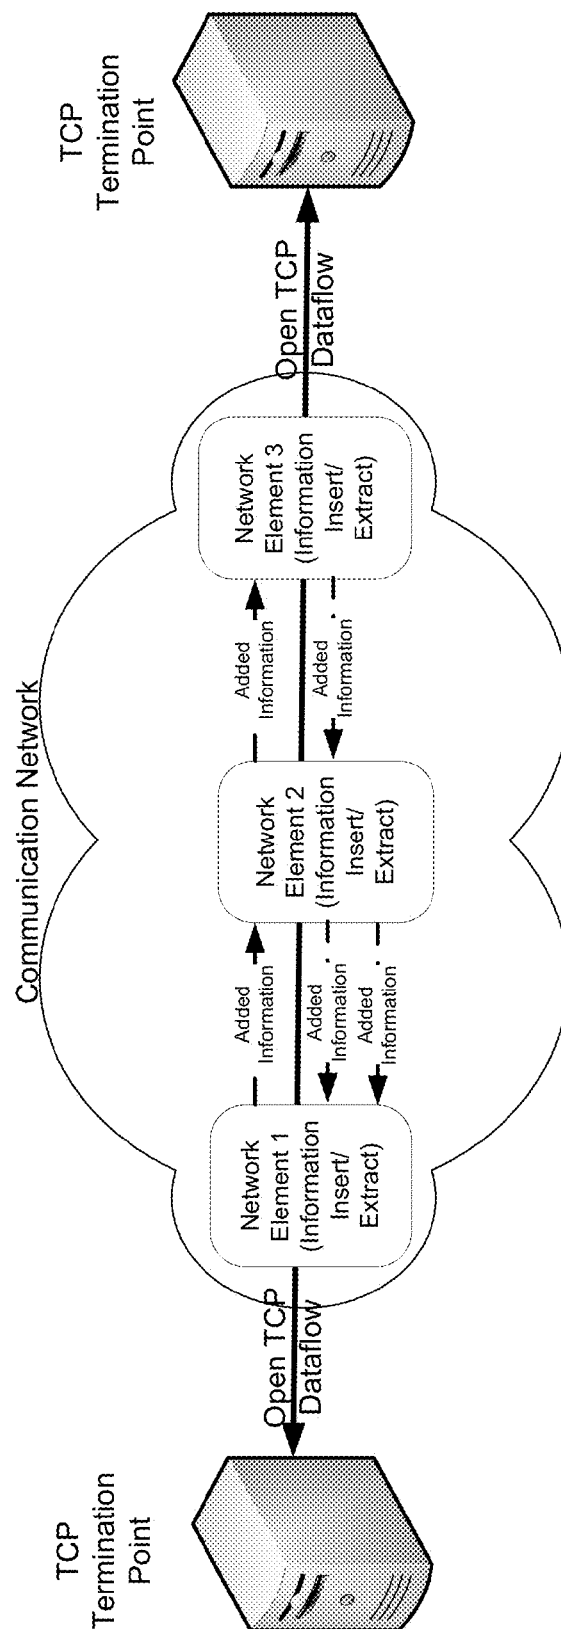 Communication Network
TCP
Termination
Point
Open TCP
Dataflow
Network
Element 1
(Information
Insert/
Extract)
Added
Information
Added
Information
Added
Information
Network
Element 2
(Information
Insert/
Extract)
Added
Information
Added
Information
Network
Element 3
(Information
Insert/
Extract)
Open TCP
Dataflow
TCP
Termination
Point